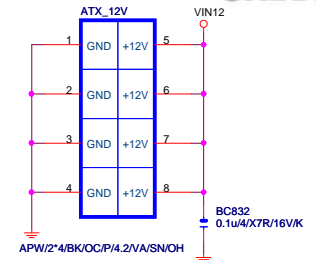 ATX_12V VIN12
1 GND +12V 5
2 GND +12V 6
3 GND +12V 7
4 GND +12V 8
BC832
0.1u/4/X7R/16V/K
APW/2*4/BK/OC/P/4.2/VA/SN/OH